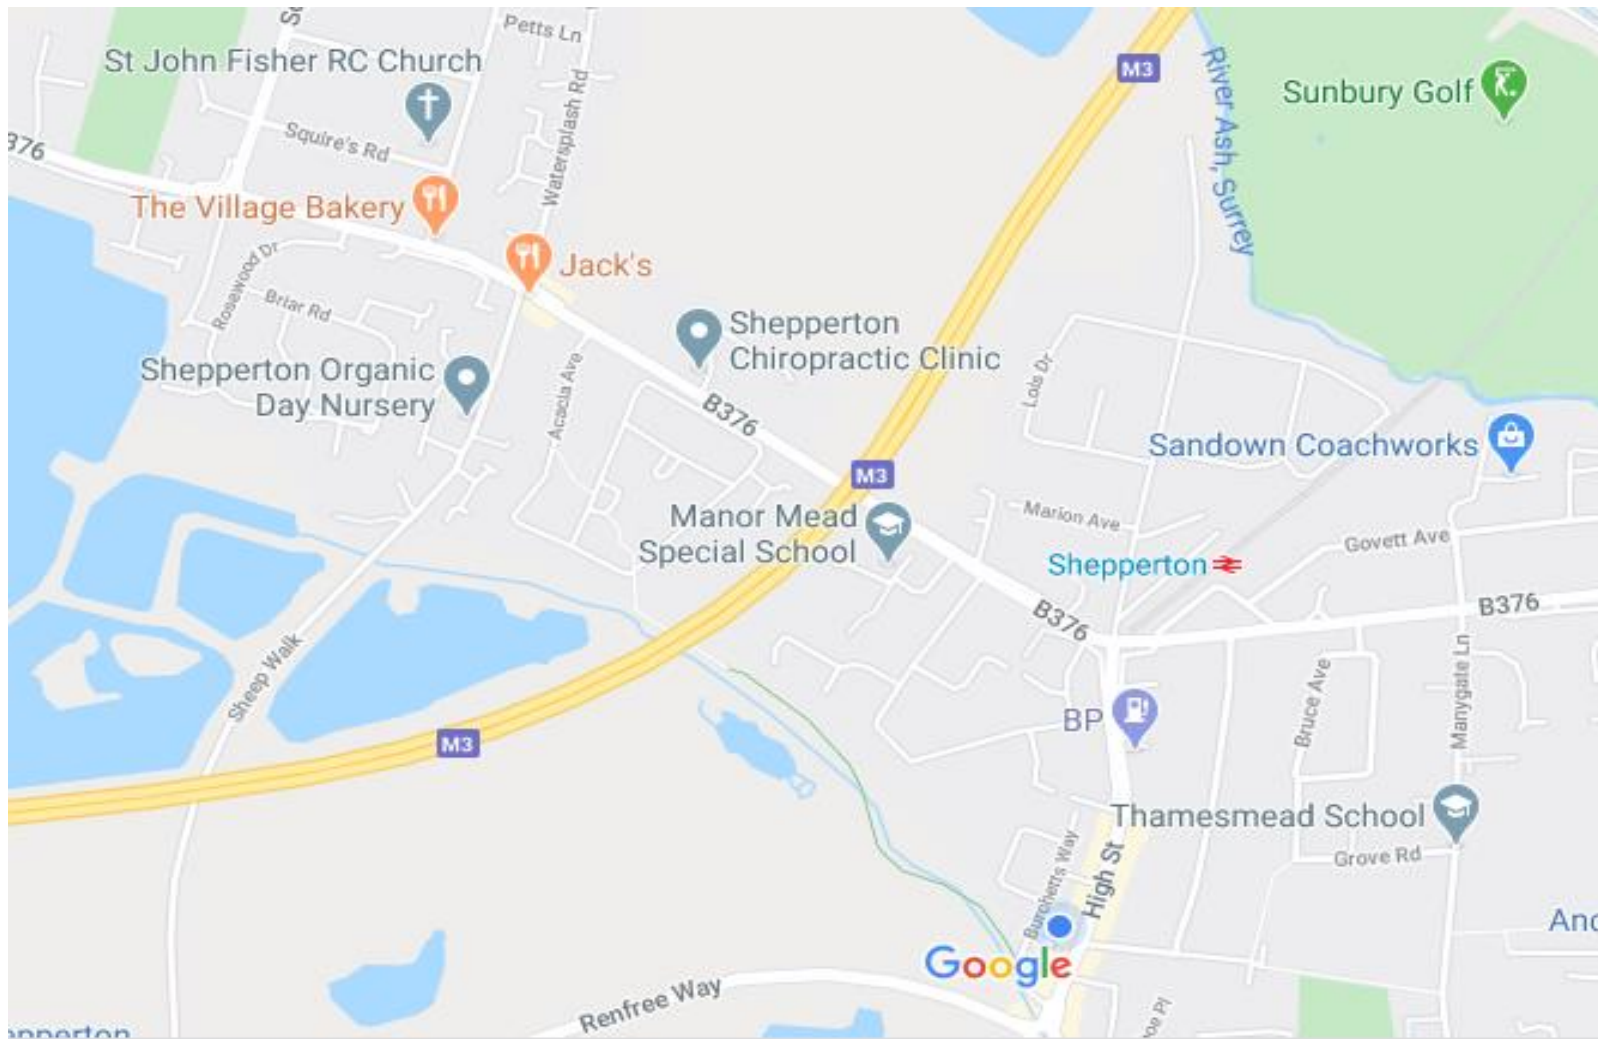 Petts Ln
St John Fisher RC Church
M3
River Ash, Surrey
Sunbury Golf
B376
Squire's Rd
Watersplash Rd
The Village Bakery
Jack's
Rosewood Dr
Briar Rd
Shepperton
Chiropractic Clinic
Shepperton Organic
Day Nursery
Acacia Ave
Lois Dr
B376
Sandown Coachworks
M3
Manor Mead
Special School
Marion Ave
Govett Ave
Shepperton
B376
B376
Sheep Walk
Bruce Ave
Manygate Ln
BP
M3
Thamesmead School
Grove Rd
Burchetts Way
High St
Google
Renfree Way